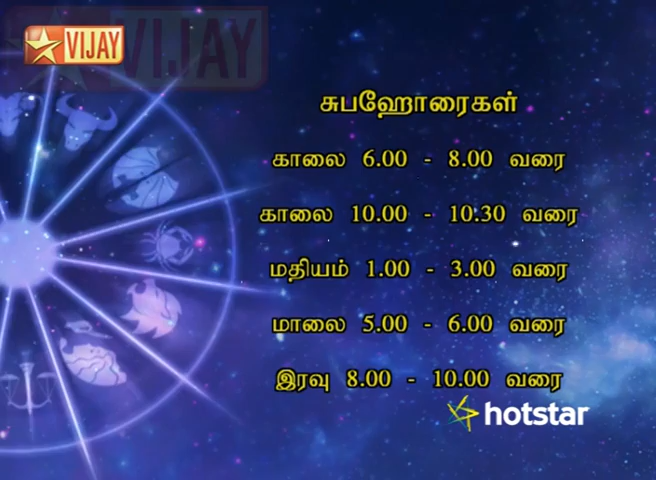 VIJAY
VIJAY
சுபஹோரைகள்
காலை 6.00 - 8.00 வரை
காலை 10.00 - 10.30 வரை
மதியம் 1.00 - 3.00 வரை
மாலை 5.00 - 6.00 வரை
இரவு 8.00 - 10.00 வரை
hotstar